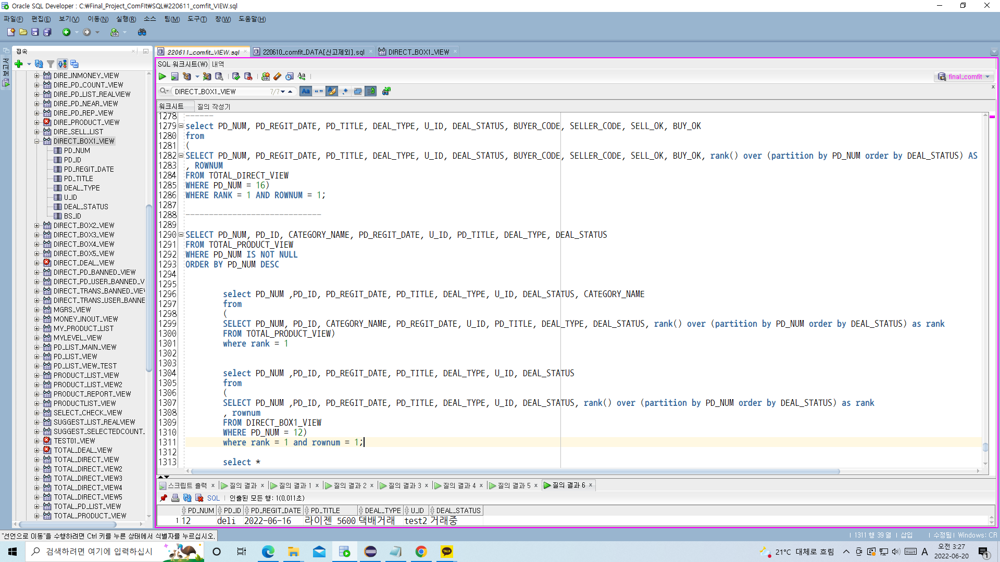 Oracle SQL Developer : C:₩Final_Project_ComFIt₩SQL₩220611_comfit_VIEW.sql
파일(F) 편집(E) 보기(V) 이동(N) 실행(R) 소스 팀(M) 도구(T) 창(W) 도움말(H)
접속
보고서
DIRE_INMONEY_VIEW
DIRE_PD_COUNT_VIEW
DIRE_PD_LIST_REALVIEW
DIRE_PD_NEAR_VIEW
DIRE_PD_REP_VIEW
DIRE_PRODUCT_VIEW
DIRE_SELL_LIST
DIRECT_BOX1_VIEW
PD_NUM
PD_ID
PD_REGIT_DATE
PD_TITLE
DEAL_TYPE
U_ID
DEAL_STATUS
BS_ID
DIRECT_BOX2_VIEW
DIRECT_BOX3_VIEW
DIRECT_BOX4_VIEW
DIRECT_BOX5_VIEW
DIRECT_DEAL_VIEW
DIRECT_PD_BANNED_VIEW
DIRECT_PD_USER_BANNED_V
DIRECT_TRANS_BANNED_VIEV
DIRECT_TRANS_USER_BANNE
MGRS_VIEW
MONEY_INOUT_VIEW
MY_PRODUCT_LIST
MYLEVEL_VIEW
PD_LIST_MAIN_VIEW
PD_LIST_VIEW
PD_LIST_VIEW_TEST
PRODUCT_LIST_VIEW
PRODUCT_LIST_VIEW2
PRODUCT_REPORT_VIEW
PRODUCTLIST_VIEW
SELECT_CHECK_VIEW
SUGGEST_LIST_REALVIEW
SUGGEST_SELECTEDCOUNT_
TEST01_VIEW
TOTAL_DEAL_VIEW
TOTAL_DIRECT_VIEW
TOTAL_DIRECT_VIEW2
TOTAL_DIRECT_VIEW3
TOTAL_DIRECT_VIEW4
TOTAL_DIRECT_VIEW5
TOTAL_PD_LIST_VIEW
TOTAL_PRODUCT_VIEW
220611_comfit_VIEW.sql 220610_comfit_DATA[신고제외].sql DIRECT_BOX1_VIEW
SQL 워크시트(W) 내역
final_comfit
DIRECT_BOX1_VIEW 7/7 Aa “”
워크시트 질의 작성기
1278 ------
1279 select PD_NUM, PD_REGIT_DATE, PD_TITLE, DEAL_TYPE, U_ID, DEAL_STATUS, BUYER_CODE, SELLER_CODE, SELL_OK, BUY_OK
1280 from
1281 (
1282 SELECT PD_NUM, PD_REGIT_DATE, PD_TITLE, DEAL_TYPE, U_ID, DEAL_STATUS, BUYER_CODE, SELLER_CODE, SELL_OK, BUY_OK, rank() over (partition by PD_NUM order by DEAL_STATUS) AS
1283 , ROWNUM
1284 FROM TOTAL_DIRECT_VIEW
1285 WHERE PD_NUM = 16)
1286 WHERE RANK = 1 AND ROWNUM = 1;
1287
1288 -----------------------------
1289
1290 SELECT PD_NUM, PD_ID, CATEGORY_NAME, PD_REGIT_DATE, U_ID, PD_TITLE, DEAL_TYPE, DEAL_STATUS
1291 FROM TOTAL_PRODUCT_VIEW
1292 WHERE PD_NUM IS NOT NULL
1293 ORDER BY PD_NUM DESC
1294
1295
1296 select PD_NUM ,PD_ID, PD_REGIT_DATE, PD_TITLE, DEAL_TYPE, U_ID, DEAL_STATUS, CATEGORY_NAME
1297 from
1298 (
1299 SELECT PD_NUM, PD_ID, CATEGORY_NAME, PD_REGIT_DATE, U_ID, PD_TITLE, DEAL_TYPE, DEAL_STATUS, rank() over (partition by PD_NUM order by DEAL_STATUS) as rank
1300 FROM TOTAL_PRODUCT_VIEW)
1301 where rank = 1
1302
1303
1304 select PD_NUM ,PD_ID, PD_REGIT_DATE, PD_TITLE, DEAL_TYPE, U_ID, DEAL_STATUS
1305 from
1306 (
1307 SELECT PD_NUM ,PD_ID, PD_REGIT_DATE, PD_TITLE, DEAL_TYPE, U_ID, DEAL_STATUS, rank() over (partition by PD_NUM order by DEAL_STATUS) as rank
1308 , rownum
1309 FROM DIRECT_BOX1_VIEW
1310 WHERE PD_NUM = 12)
1311 where rank = 1 and rownum = 1;
1312
1313 select *
스크립트 출력 질의 결과 질의 결과 1 질의 결과 2 질의 결과 3 질의 결과 4 질의 결과 5 질의 결과 6
SQL 인출된 모든 행: 1(0,011초)
PD_NUM PD_ID PD_REGIT_DATE PD_TITLE DEAL_TYPE U_ID DEAL_STATUS
1 12 deli 2022-06-16 라이젠 5600 택배거래 test2 거래중
"선언으로 이동"을 수행하려면 Ctrl 키를 누른 상태에서 식별자를 누르십시오.
1311 행 39 열 삽입 수정됨 Windows: CR
검색하려면 여기에 입력하십시
TALK
21°C 대체로 흐림 A 오전 3:27
2022-06-20
1